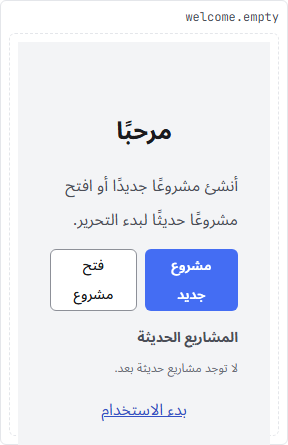 welcome.empty
مرحبًا
أنشئ مشروعًا جديدًا أو افتح
مشروعًا حديثًا لبدء التحرير.
مشروع
جديد
فتح
مشروع
المشاريع الحديثة
لا توجد مشاريع حديثة بعد.
بدء الاستخدام